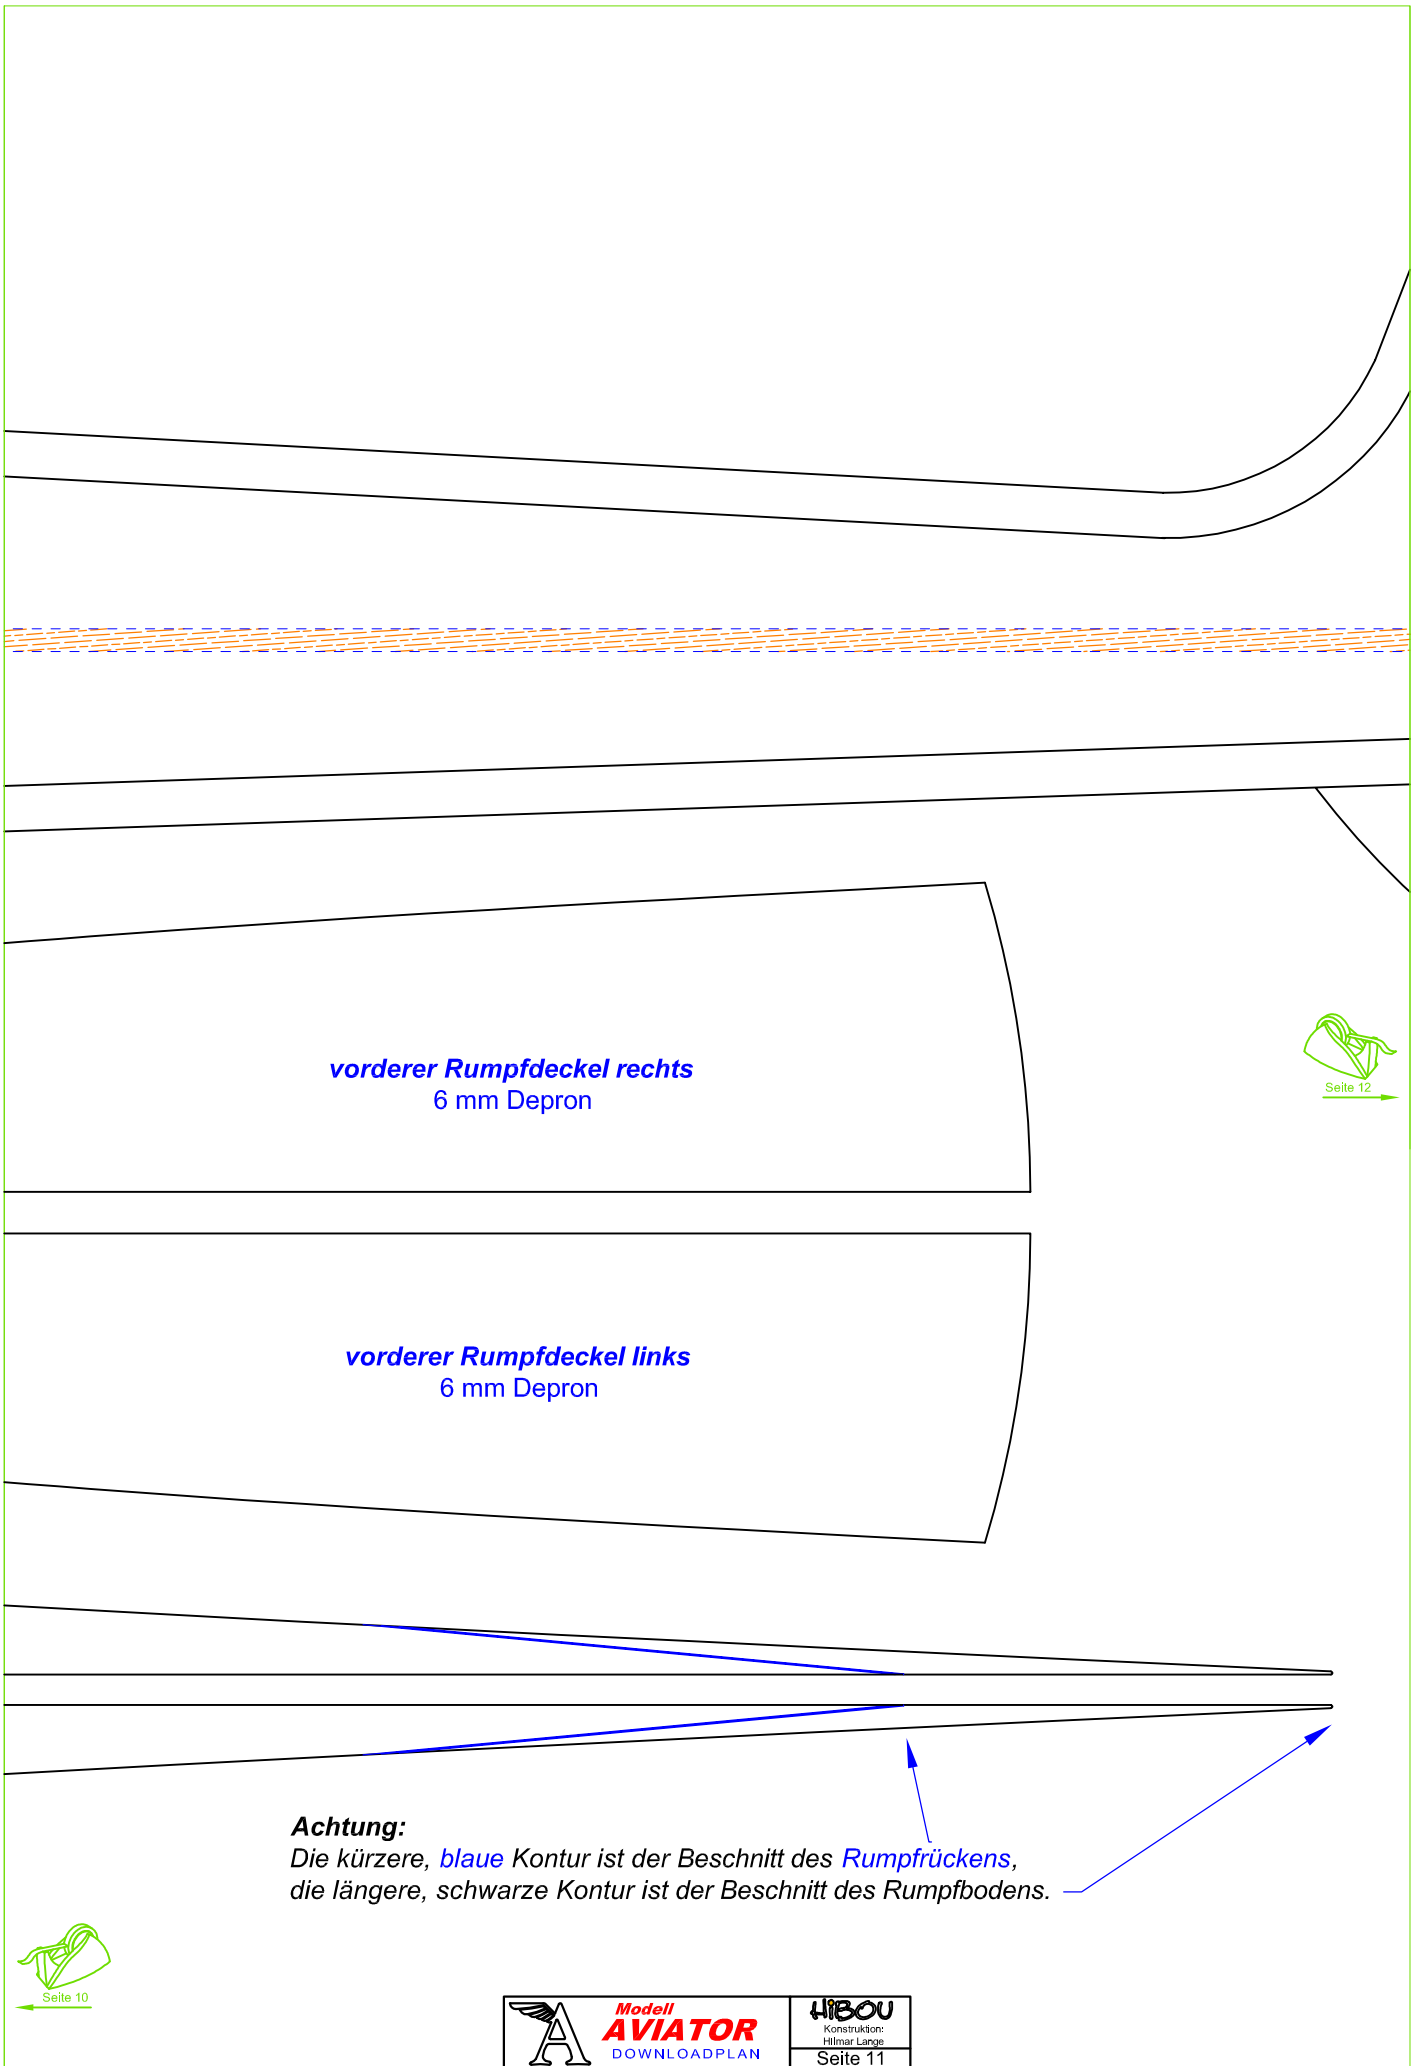 vorderer Rumpfdeckel rechts
6 mm Depron
Seite 12
vorderer Rumpfdeckel links
6 mm Depron
Achtung:
Die kürzere, blaue Kontur ist der Beschnitt des Rumpfrückens,
die längere, schwarze Kontur ist der Beschnitt des Rumpfbodens.
Seite 10
A
Modell
AVIATOR
DOWNLOADPLAN
HiBOU
Konstruktion:
Hilmar Lange
Seite 11